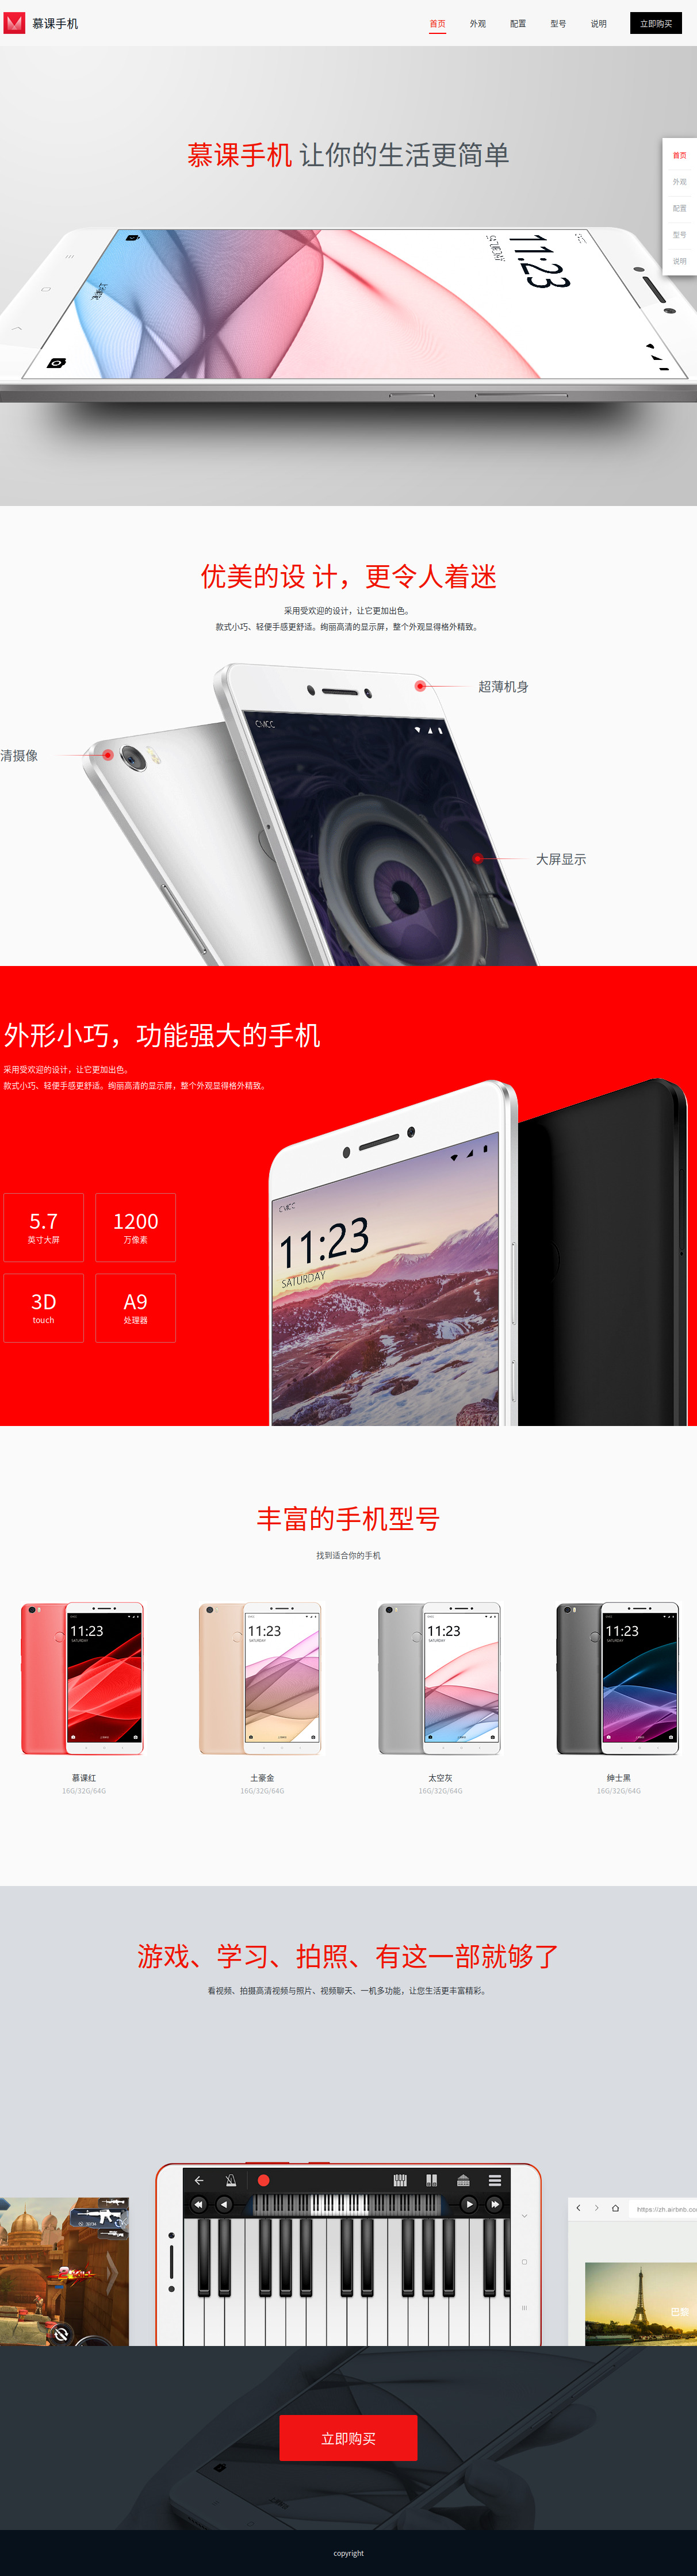 慕课手机
首页
外观
配置
型号
说明
立即购买
慕课手机 让你的生活更简单
首页
外观
配置
型号
说明
11:23
优美的设 计，更令人着迷
采用受欢迎的设计，让它更加出色。
款式小巧、轻便手感更舒适。绚丽高清的显示屏，整个外观显得格外精致。
超薄机身
清摄像
大屏显示
外形小巧，功能强大的手机
采用受欢迎的设计，让它更加出色。
款式小巧、轻便手感更舒适。绚丽高清的显示屏，整个外观显得格外精致。
5.7
英寸大屏
1200
万像素
3D
touch
A9
处理器
11:23
SATURDAY
丰富的手机型号
找到适合你的手机
11:23
SATURDAY
11:23
SATURDAY
11:23
SATURDAY
11:23
SATURDAY
慕课红
16G/32G/64G
土豪金
16G/32G/64G
太空灰
16G/32G/64G
绅士黑
16G/32G/64G
游戏、学习、拍照、有这一部就够了
看视频、拍摄高清视频与照片、视频聊天、一机多功能，让您生活更丰富精彩。
https://zh.airbnb.co
立即购买
copyright